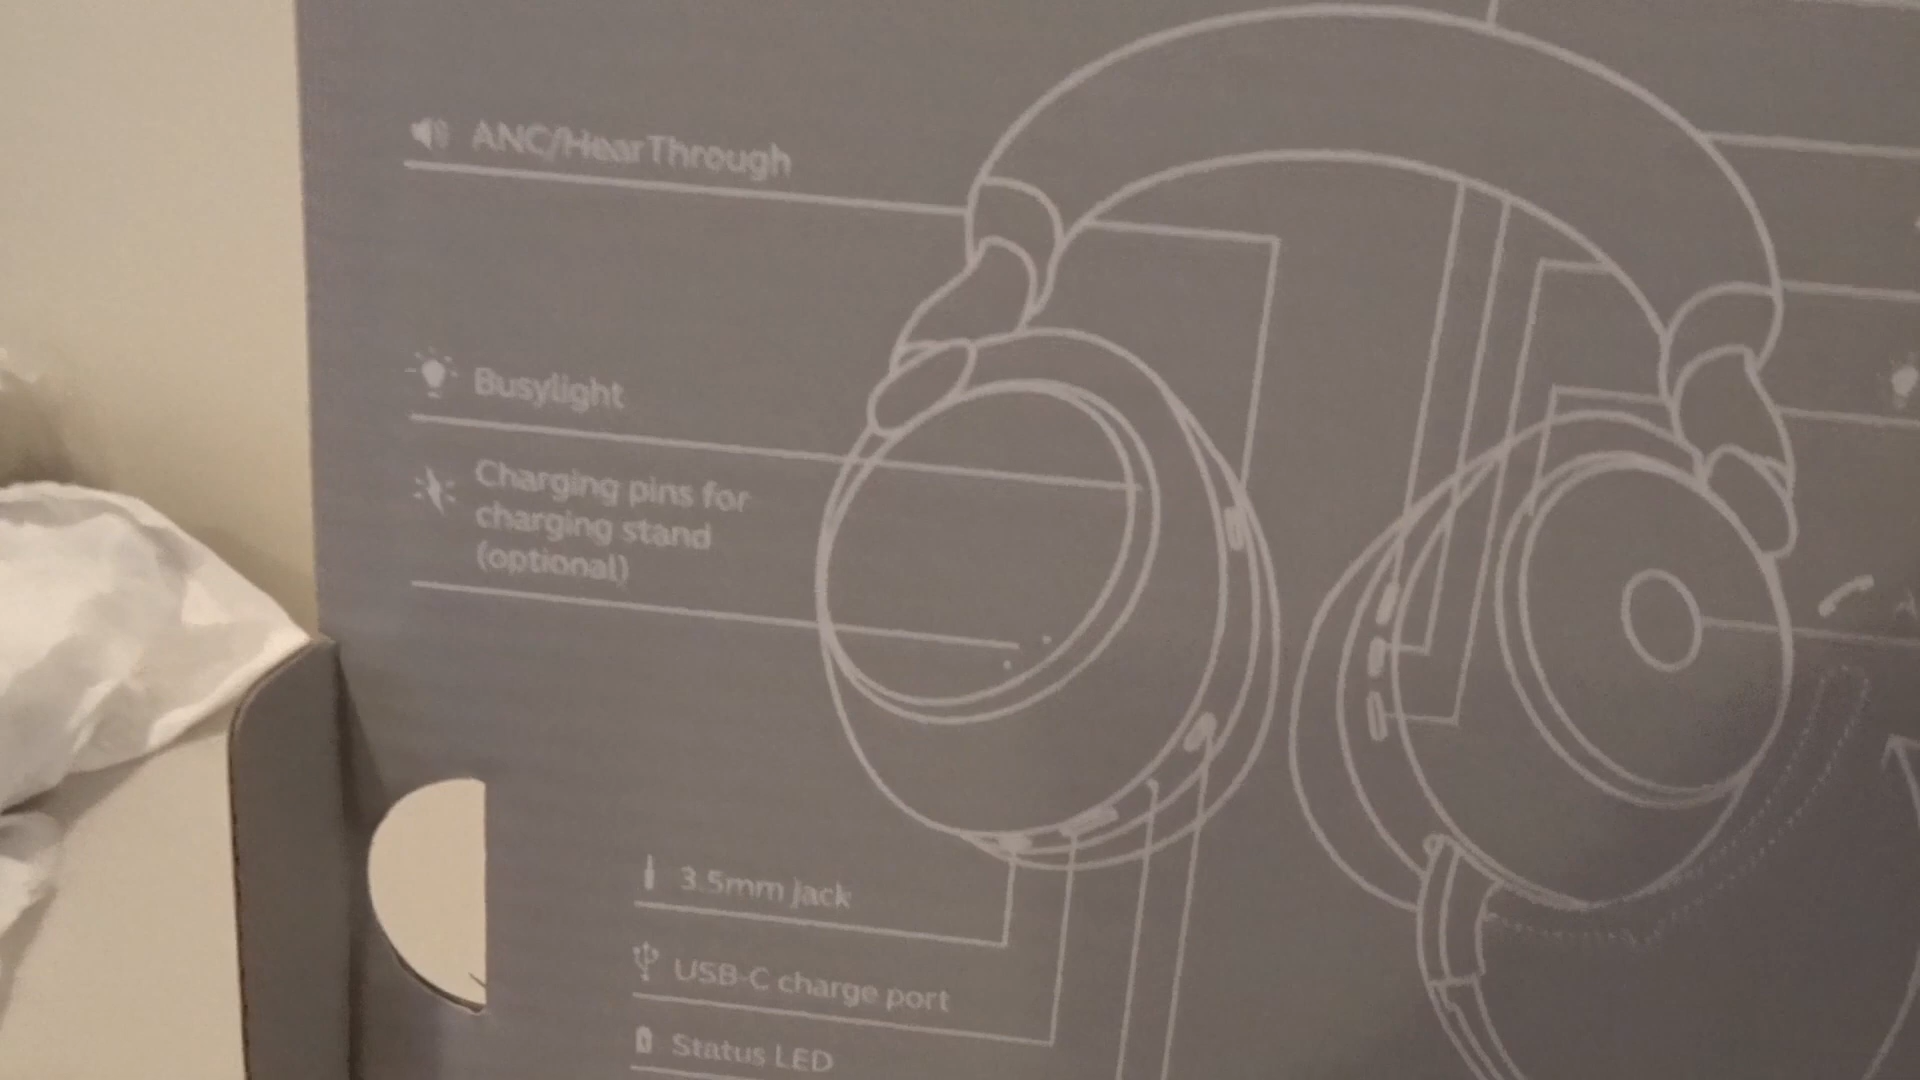 ANC/HearThrough
Busylight
Charging pins for
charging stand
(optional)
3.5mm jack
USB-C charge port
Status LED